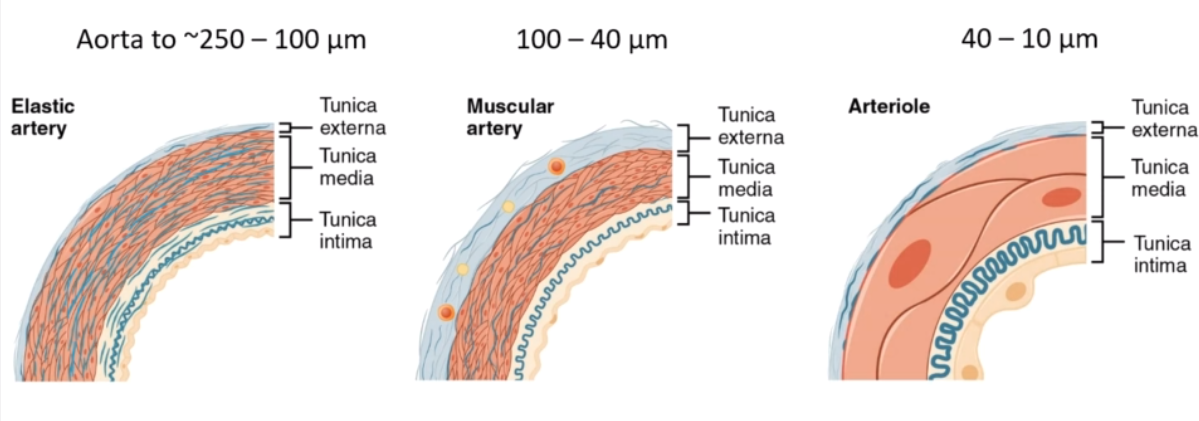 Aorta to ~250 – 100 µm
100 – 40 µm
40 – 10 µm
Elastic
artery
Tunica
externa
Tunica
media
Tunica
intima
Muscular
artery
Tunica
externa
Tunica
media
Tunica
intima
Arteriole
Tunica
externa
Tunica
media
Tunica
intima